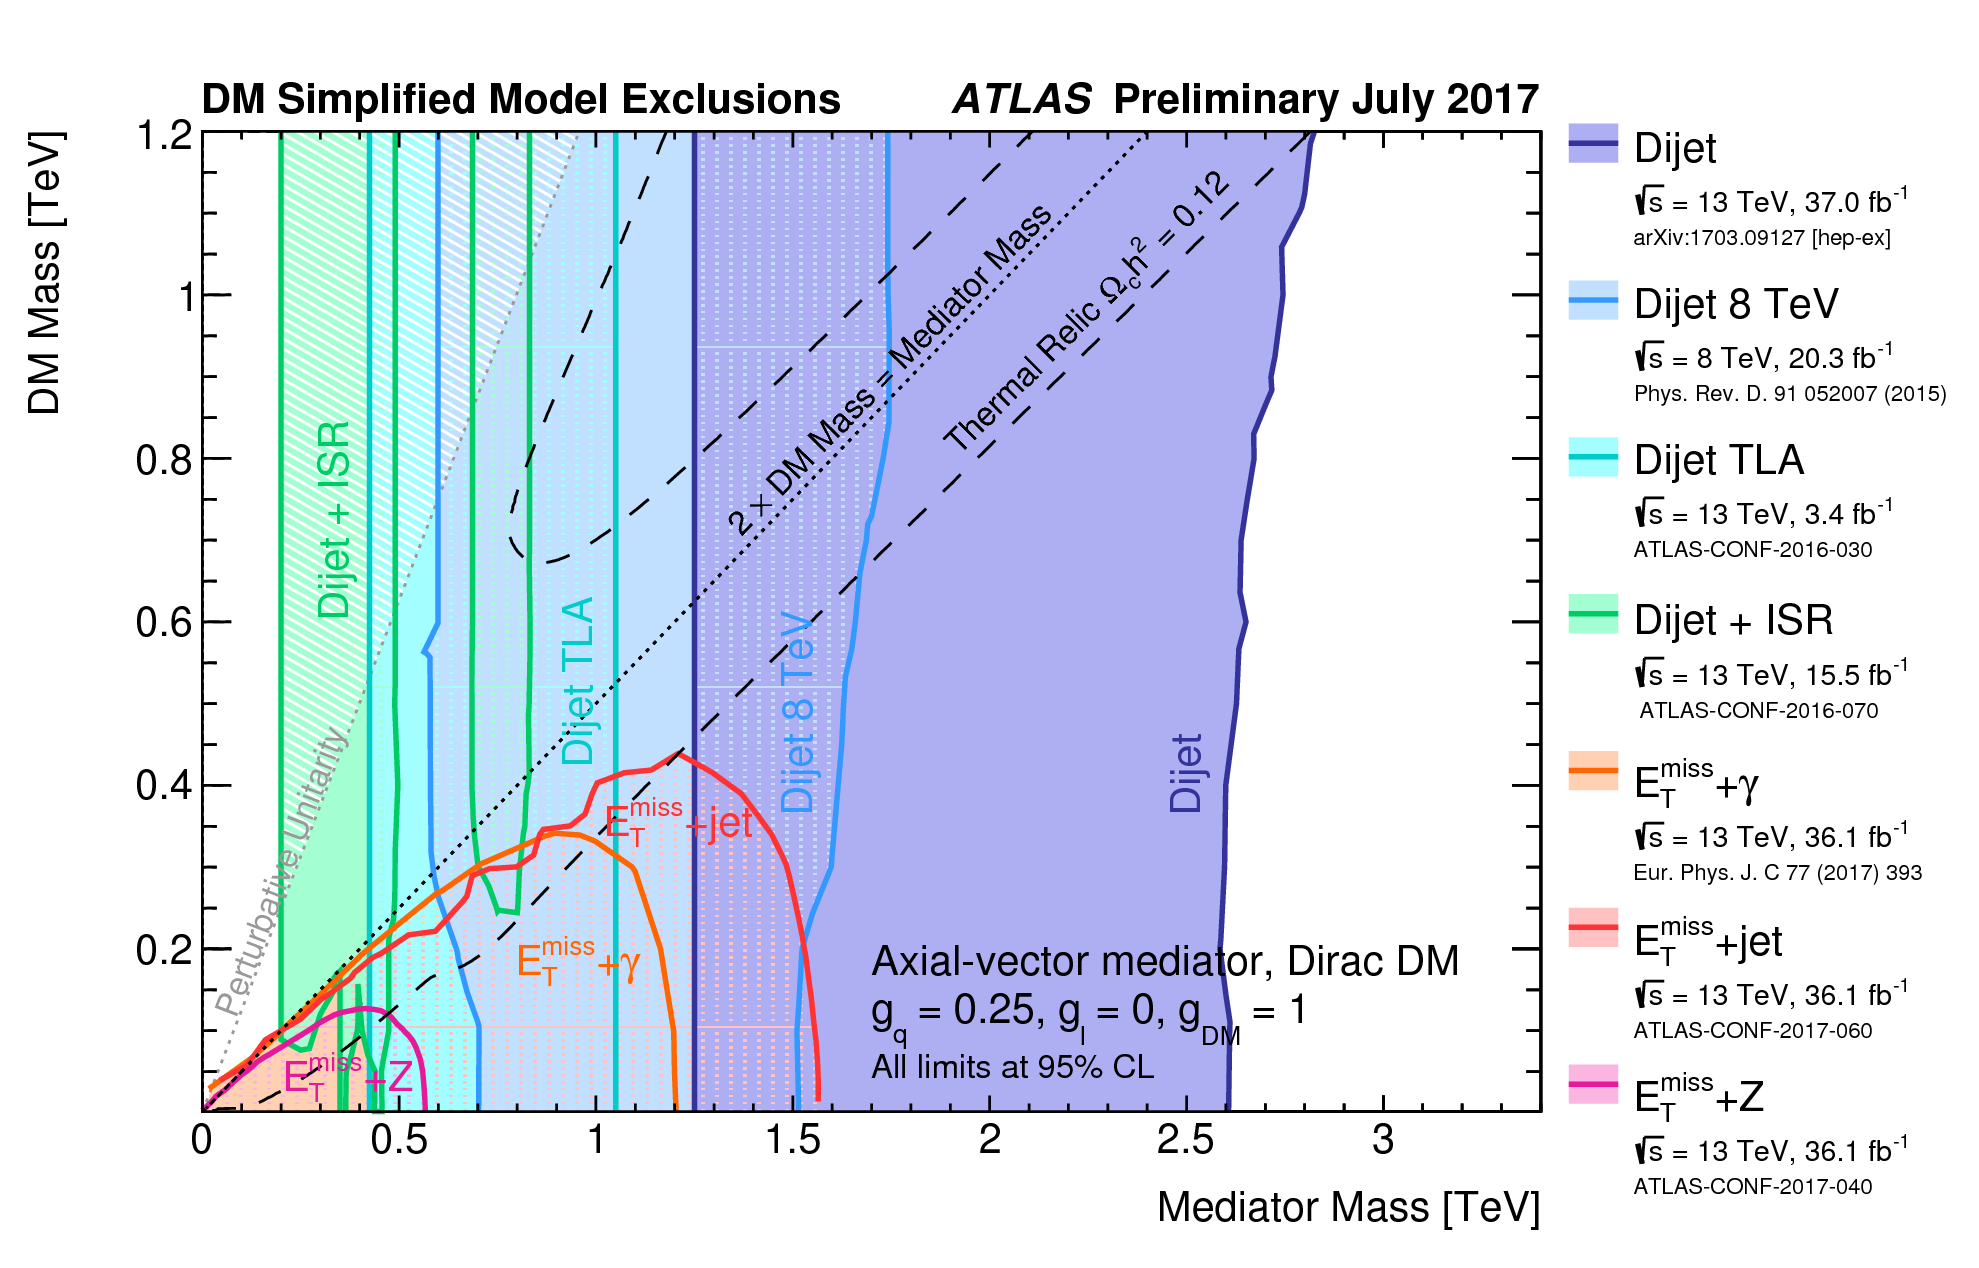 DM Simplified Model Exclusions
ATLAS Preliminary July 2017
DM Mass [TeV]
1.2
1
0.8
0.6
0.4
0.2
0
0.5
1
1.5
2
2.5
3
Mediator Mass [TeV]
Perturbative Unitarity
Dijet + ISR
Dijet TLA
Dijet 8 TeV
Dijet
2 × DM Mass = Mediator Mass
Thermal Relic Ω_c h² = 0.12
E_T^miss+jet
E_T^miss+γ
E_T^miss+Z
Axial-vector mediator, Dirac DM
g_q = 0.25, g_l = 0, g_DM = 1
All limits at 95% CL
Dijet
√s = 13 TeV, 37.0 fb⁻¹
arXiv:1703.09127 [hep-ex]
Dijet 8 TeV
√s = 8 TeV, 20.3 fb⁻¹
Phys. Rev. D. 91 052007 (2015)
Dijet TLA
√s = 13 TeV, 3.4 fb⁻¹
ATLAS-CONF-2016-030
Dijet + ISR
√s = 13 TeV, 15.5 fb⁻¹
ATLAS-CONF-2016-070
E_T^miss+γ
√s = 13 TeV, 36.1 fb⁻¹
Eur. Phys. J. C 77 (2017) 393
E_T^miss+jet
√s = 13 TeV, 36.1 fb⁻¹
ATLAS-CONF-2017-060
E_T^miss+Z
√s = 13 TeV, 36.1 fb⁻¹
ATLAS-CONF-2017-040